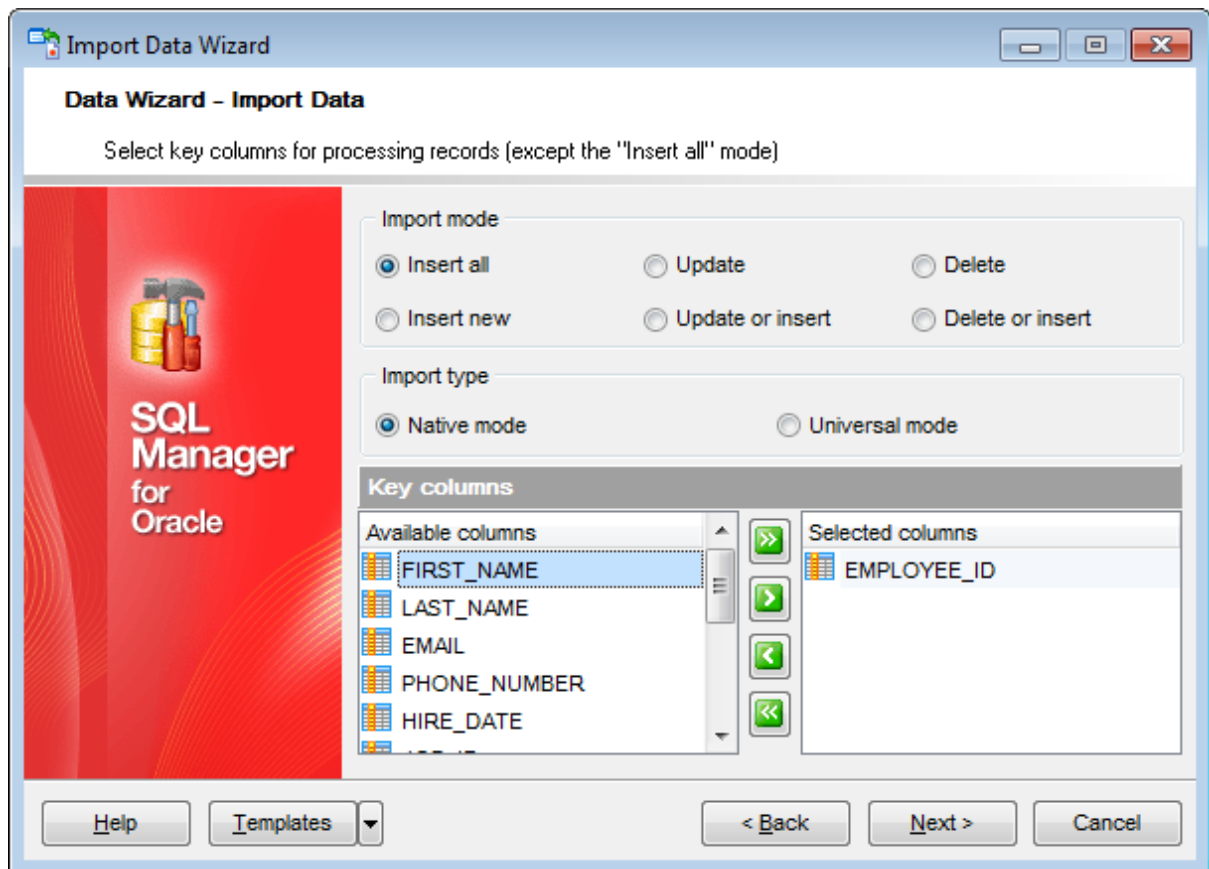 Import Data Wizard
Data Wizard - Import Data
Select key columns for processing records (except the "Insert all" mode)
SQL
Manager
for
Oracle
Import mode
Insert all
Update
Delete
Insert new
Update or insert
Delete or insert
Import type
Native mode
Universal mode
Key columns
Available columns
FIRST_NAME
LAST_NAME
EMAIL
PHONE_NUMBER
HIRE_DATE
Selected columns
EMPLOYEE_ID
Help
Templates
< Back
Next >
Cancel